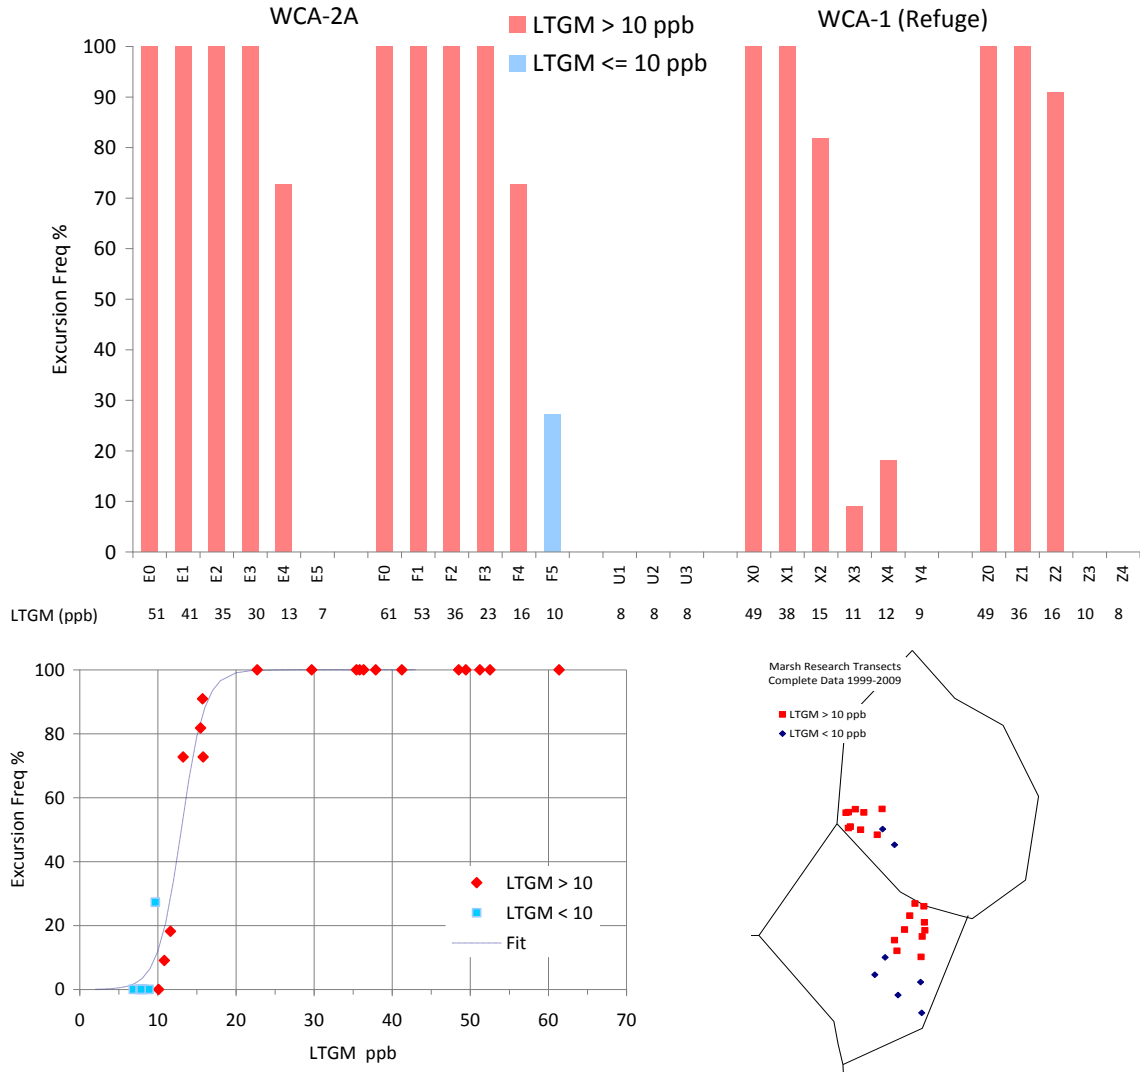 WCA-2A
LTGM > 10 ppb
WCA-1 (Refuge)
LTGM <= 10 ppb
100
90
80
70
60
50
40
30
20
10
0
Excursion Freq %
E0 E1 E2 E3 E4 E5 F0 F1 F2 F3 F4 F5 U1 U2 U3 X0 X1 X2 X3 X4 Y4 Z0 Z1 Z2 Z3 Z4
LTGM (ppb) 51 41 35 30 13 7 61 53 36 23 16 10 8 8 8 49 38 15 11 12 9 49 36 16 10 8
100
80
60
40
20
0
Excursion Freq %
LTGM > 10
LTGM < 10
Fit
0 10 20 30 40 50 60 70
LTGM ppb
Marsh Research Transects
Complete Data 1999-2009
LTGM > 10 ppb
LTGM < 10 ppb